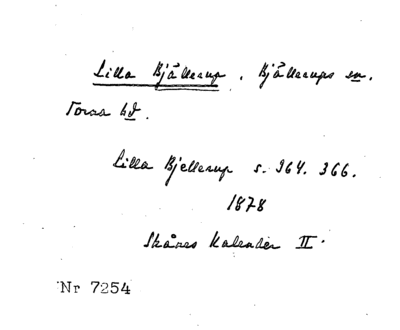 Lilla Bjällerup. Bjällerups sn.
Torna hd.
Lilla Bjellerup s. 364. 366.
1878
Skånes Kalender II.
Nr 7254